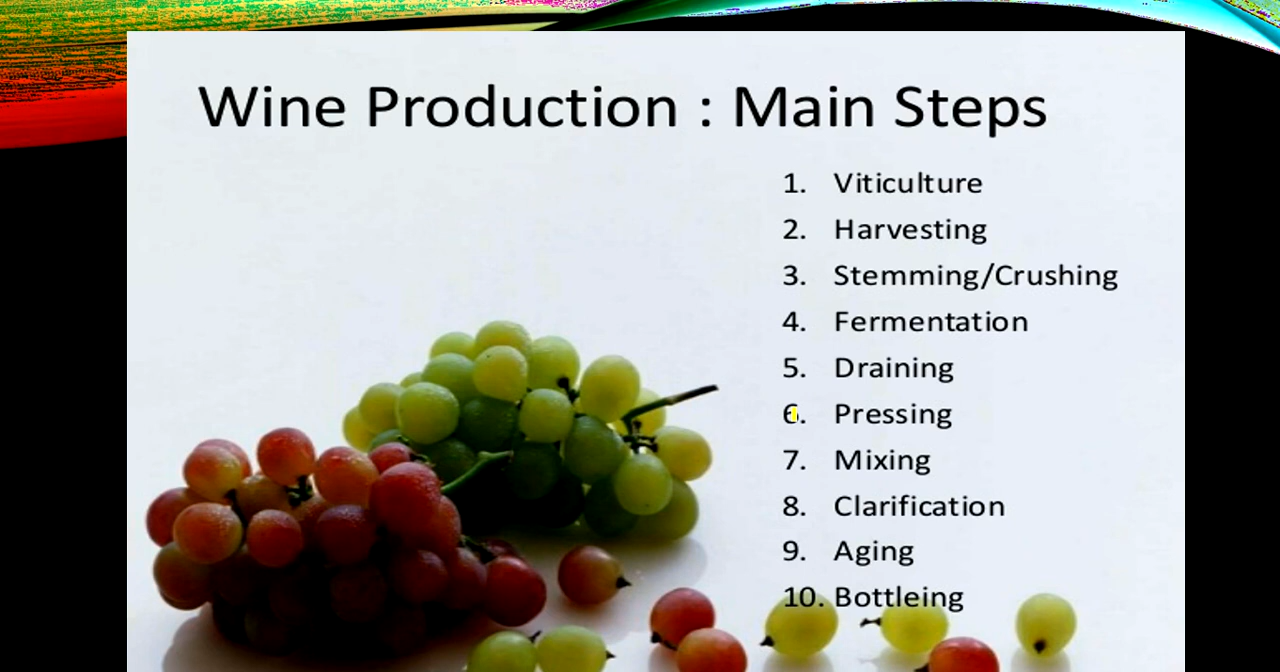 Wine Production : Main Steps
1. Viticulture
2. Harvesting
3. Stemming/Crushing
4. Fermentation
5. Draining
6. Pressing
7. Mixing
8. Clarification
9. Aging
10. Bottleing